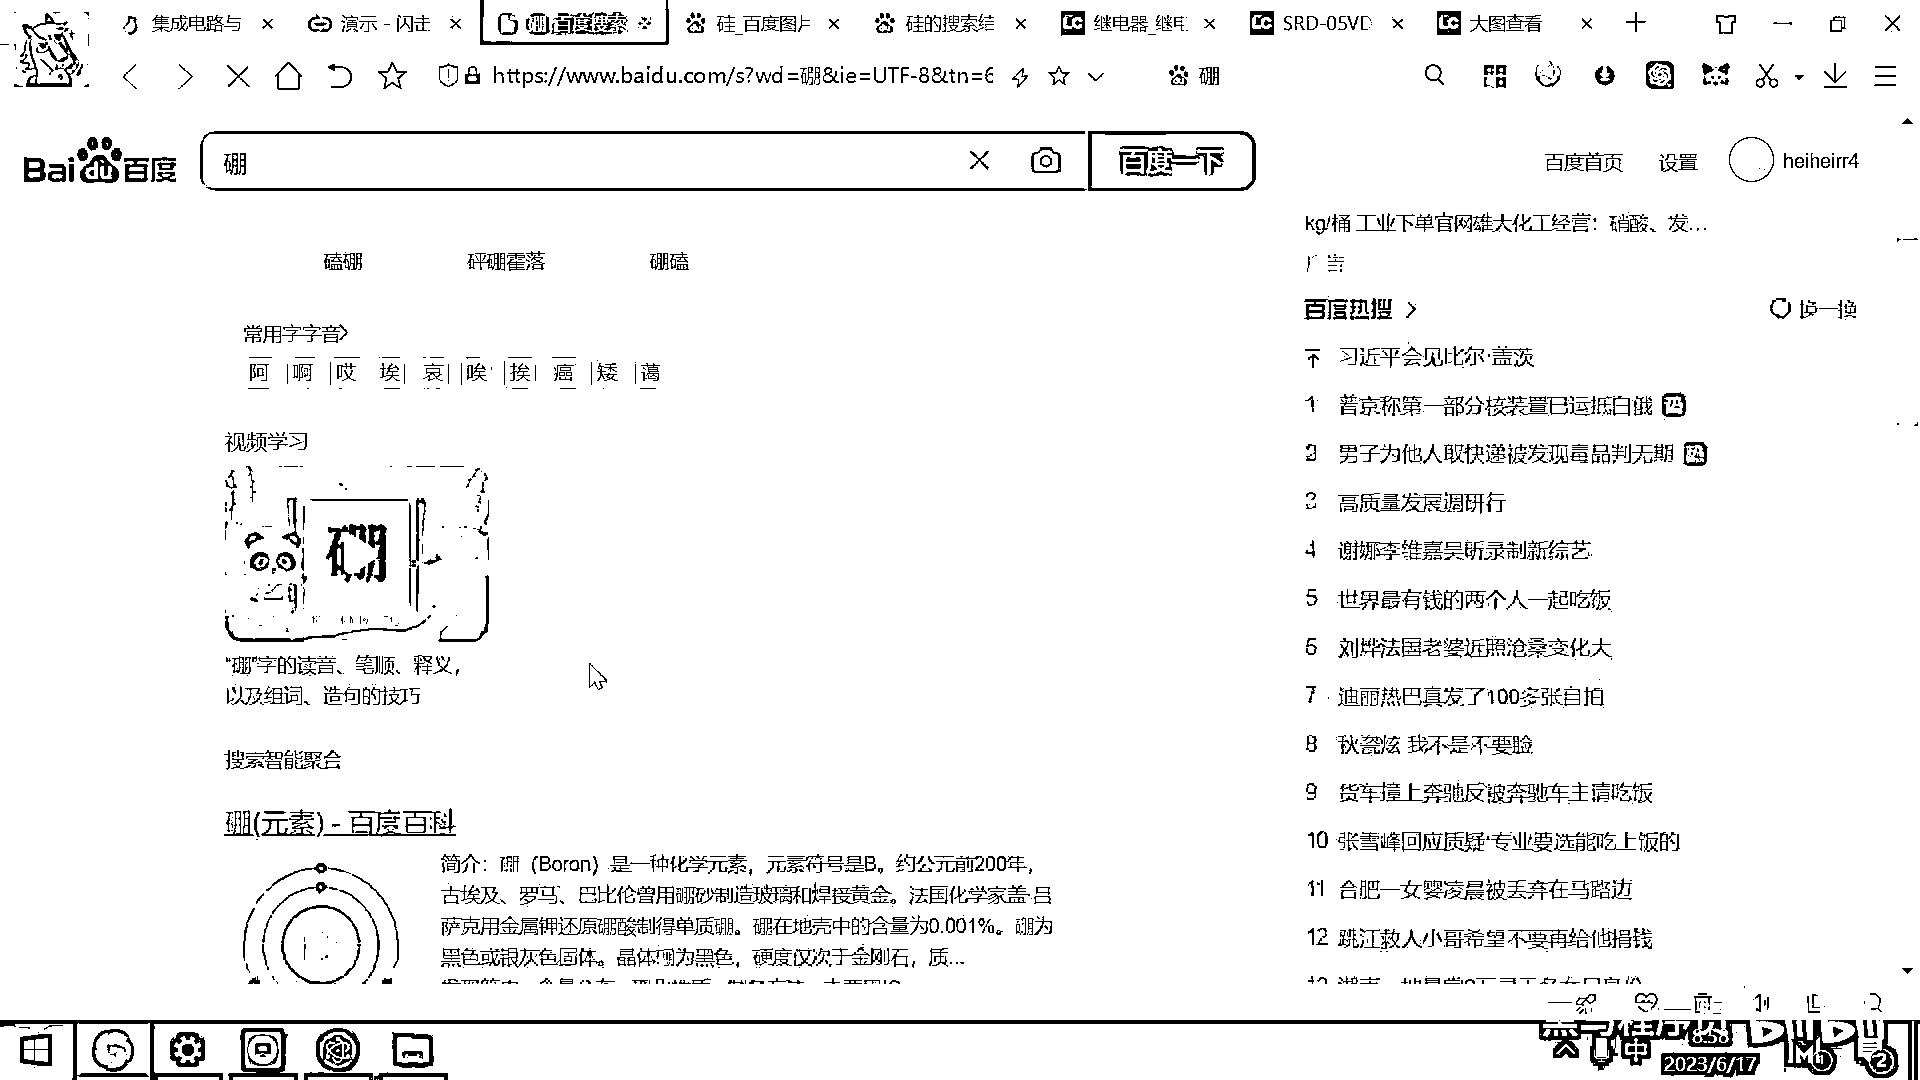 集成电路与
演示 - 闪击
硼_百度搜索
硅_百度图片
硅的搜索结
继电器_继电
SRD-05VD
大图查看
https://www.baidu.com/s?wd=硼&ie=UTF-8&tn=6
硼
Bai du 百度
硼
百度一下
百度首页
设置
heiheirr4
kg/桶 工业下单官网雄大化工经营：硝酸、发...
广告
磕硼
砰硼霍落
硼磕
常用字字音>
阿 啊 哎 埃 哀 唉 挨 癌 矮 蔼
视频学习
硼
“硼”字的读音、笔顺、释义，
以及组词、造句的技巧
搜索智能聚合
硼(元素) - 百度百科
简介：硼（Boron）是一种化学元素，元素符号是B。约公元前200年，
古埃及、罗马、巴比伦曾用硼砂制造玻璃和焊接黄金。法国化学家盖·吕
萨克用金属钾还原硼酸制得单质硼。硼在地壳中的含量为0.001%。硼为
黑色或银灰色固体。晶体硼为黑色，硬度仅次于金刚石，质...
百度热搜 >
换一换
习近平会见比尔·盖茨
1 普京称第一部分核装置已运抵白俄 热
2 男子为他人取快递被发现毒品判无期 热
3 高质量发展调研行
4 谢娜李维嘉吴昕录制新综艺
5 世界最有钱的两个人一起吃饭
6 刘烨法国老婆近照沧桑变化大
7 迪丽热巴真发了100多张自拍
8 秋瓷炫 我不是不要脸
9 货车撞上奔驰反被奔驰车主请吃饭
10 张雪峰回应质疑:专业要选能吃上饭的
11 合肥一女婴凌晨被丢弃在马路边
12 跳江救人小哥希望不要再给他捐钱
黑马程序员
中
8:38
2023/6/17